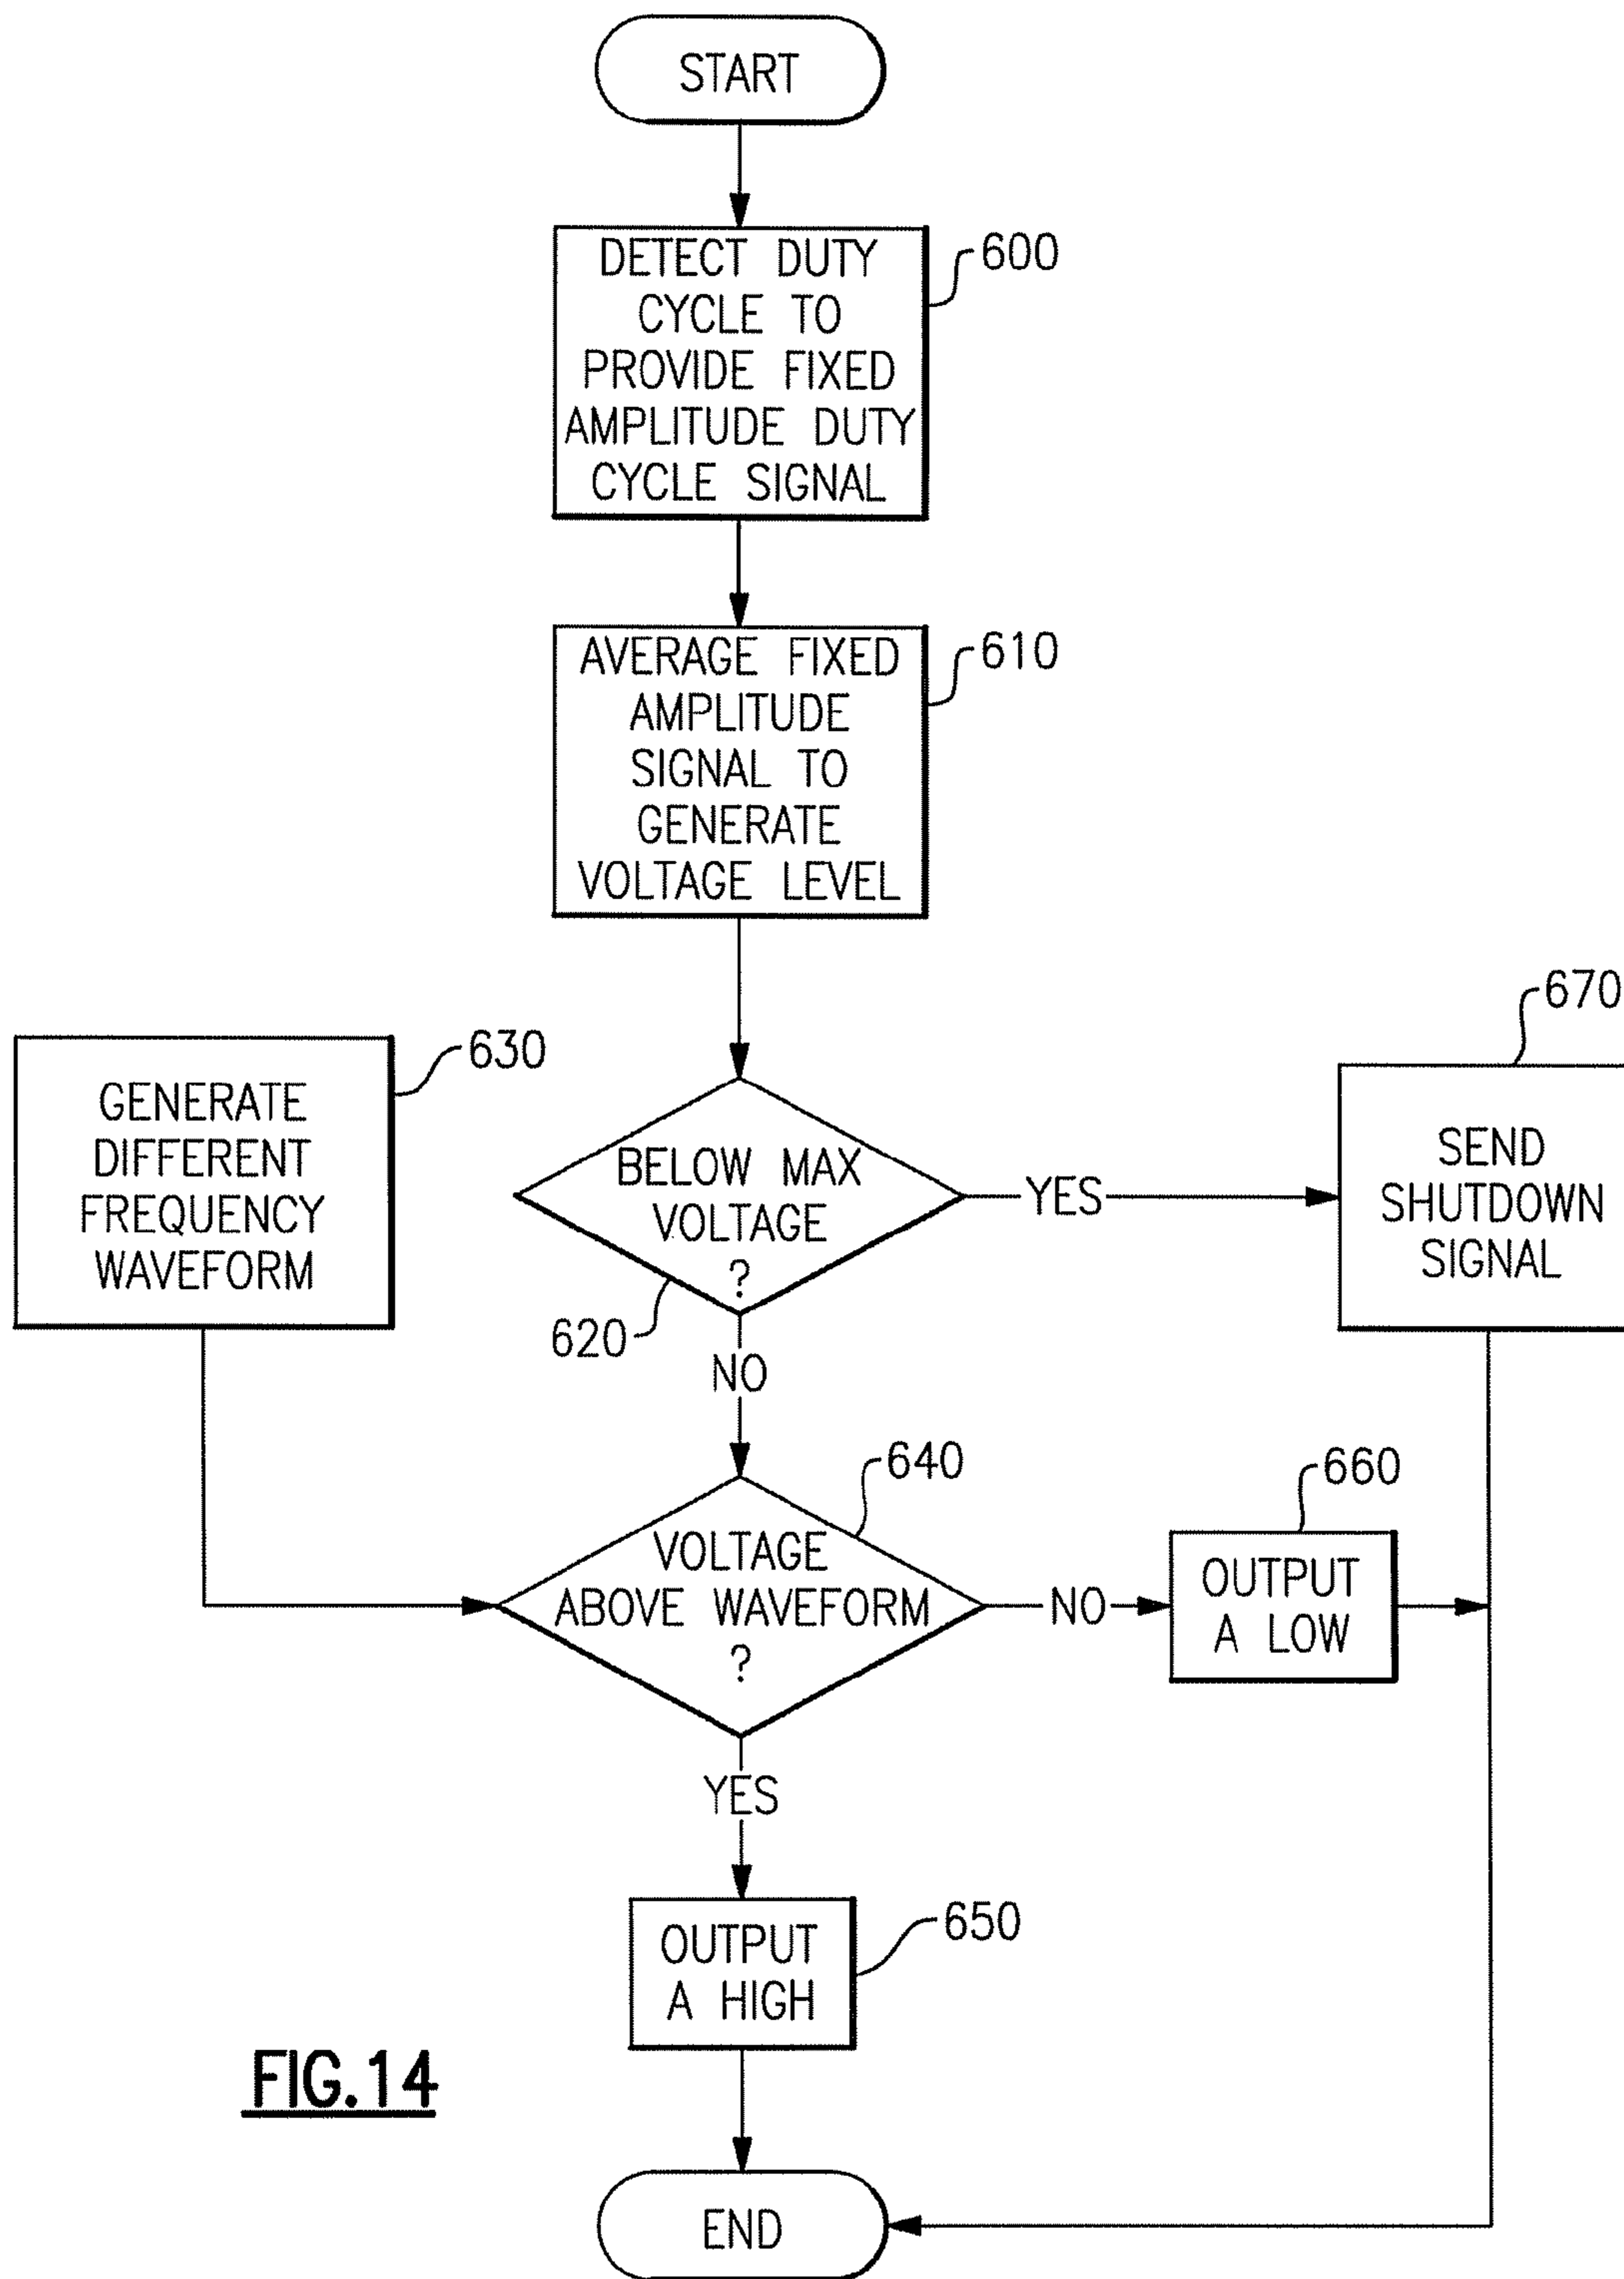 START
DETECT DUTY
CYCLE TO
PROVIDE FIXED
AMPLITUDE DUTY
CYCLE SIGNAL
600
AVERAGE FIXED
AMPLITUDE
SIGNAL TO
GENERATE
VOLTAGE LEVEL
610
GENERATE
DIFFERENT
FREQUENCY
WAVEFORM
630
BELOW MAX
VOLTAGE
?
620
YES
SEND
SHUTDOWN
SIGNAL
670
NO
VOLTAGE
ABOVE WAVEFORM
?
640
NO
OUTPUT
A LOW
660
YES
OUTPUT
A HIGH
650
FIG.14
END